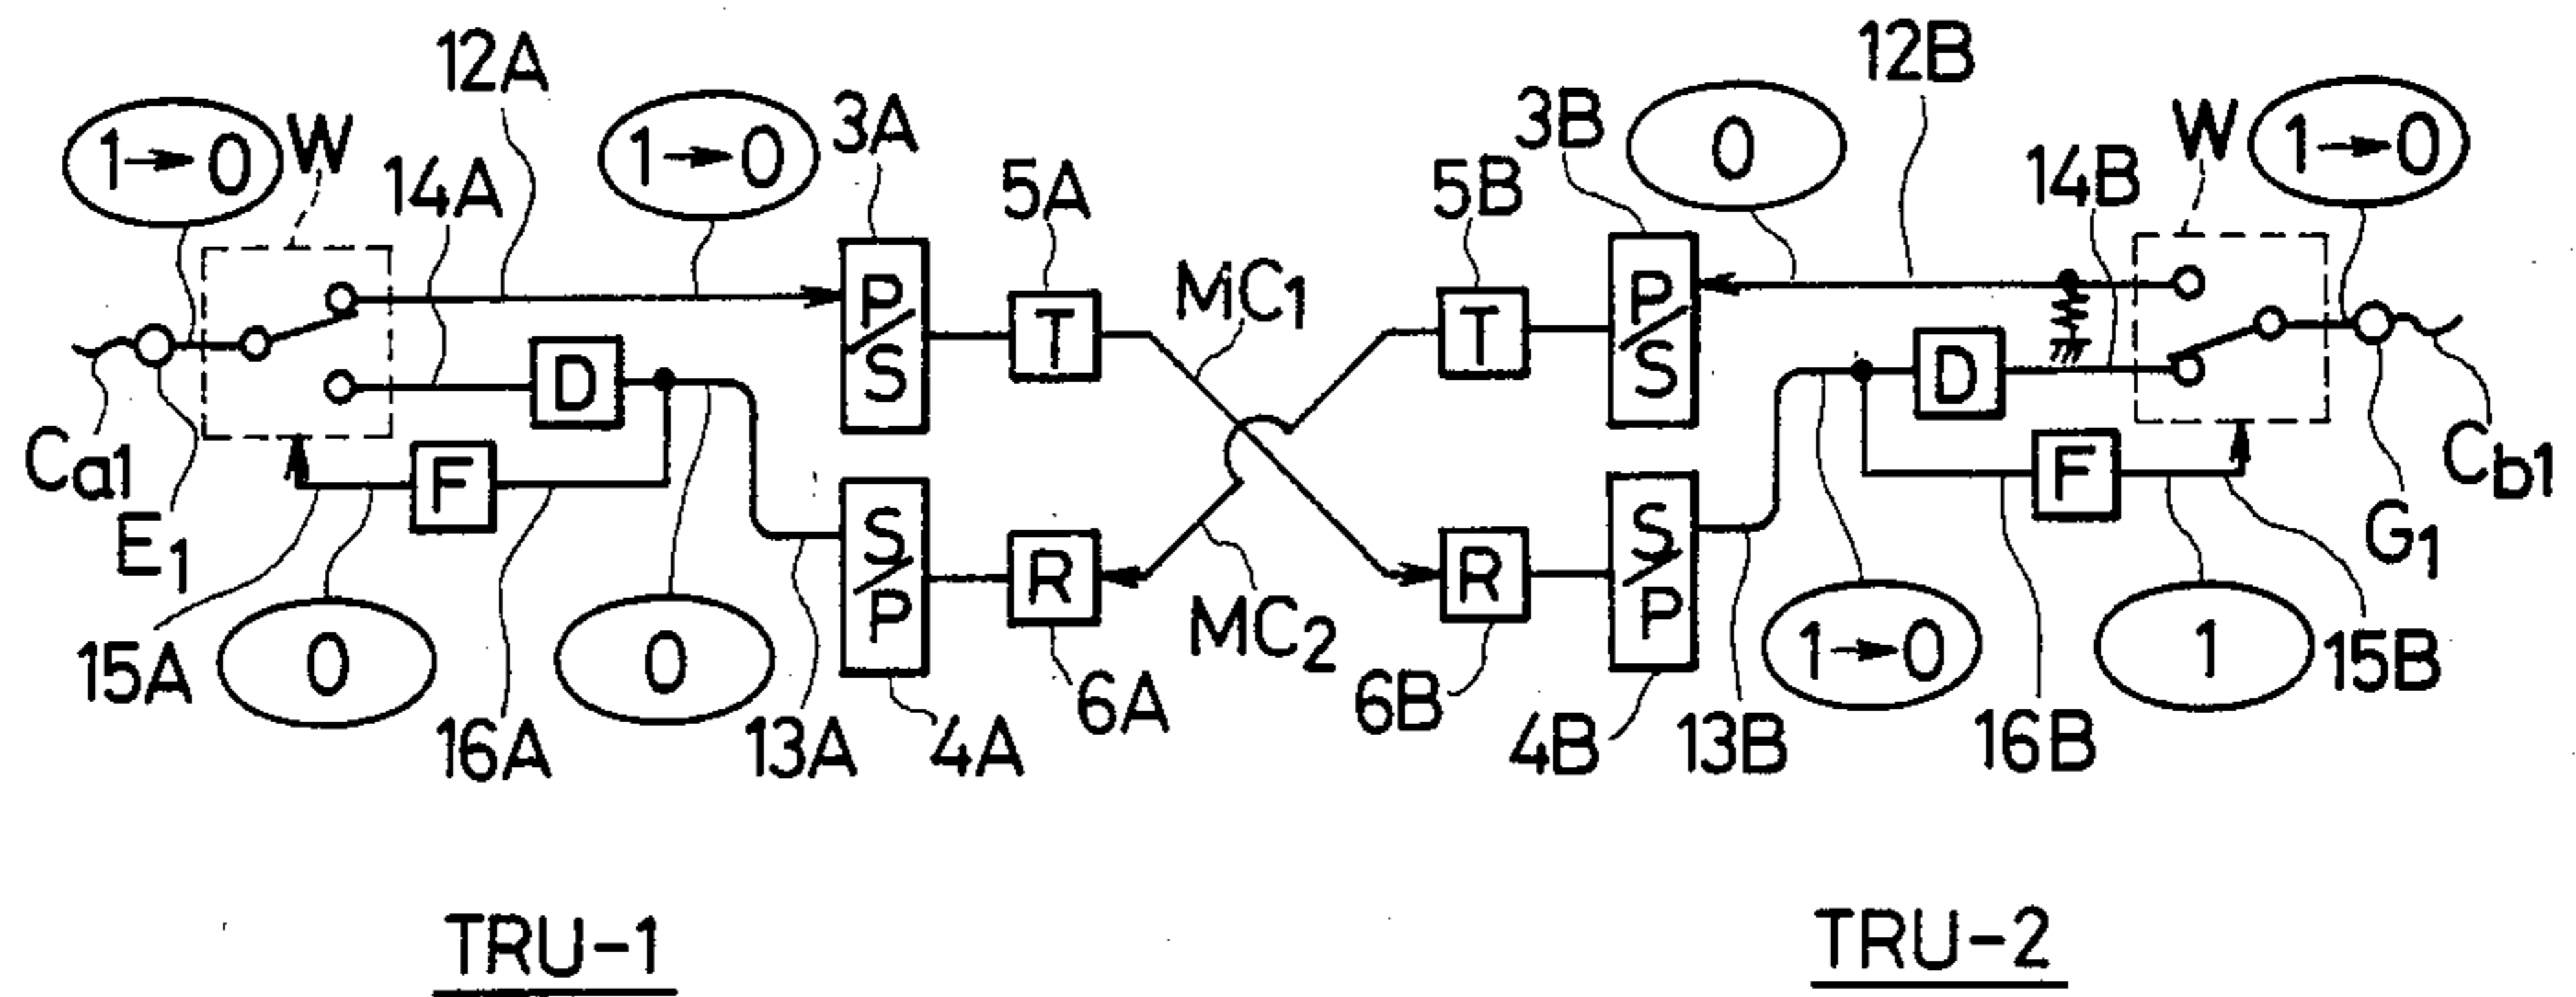 12A
12B
1→0
W
1→0
3A
3B
0
W
1→0
14A
5A
5B
14B
P/S
T
MiC1
T
P/S
D
D
Ca1
F
F
Cb1
E1
S/P
R
R
S/P
G1
MC2
15A
0
0
6A
6B
1→0
1
15B
16A
13A
4A
4B
13B
16B
TRU-1
TRU-2